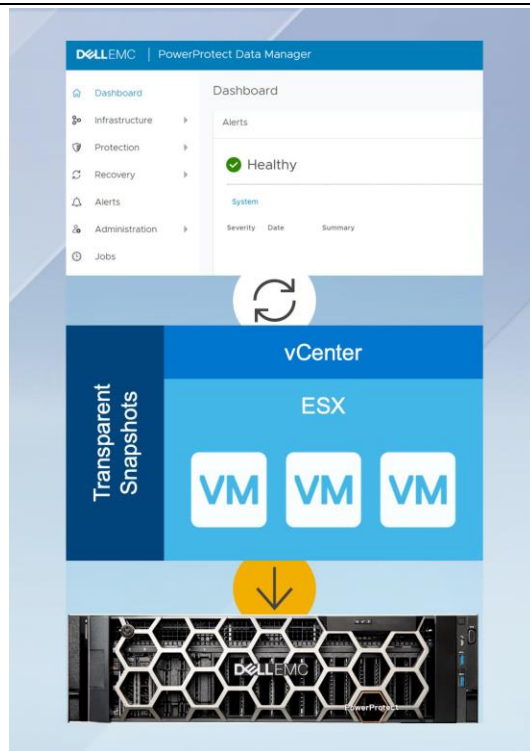 DELLEMC | PowerProtect Data Manager
Dashboard
Infrastructure
Protection
Recovery
Alerts
Administration
Jobs
Dashboard
Alerts
Healthy
System
Severity Date Summary
Transparent
Snapshots
vCenter
ESX
VM VM VM
DELLEMC
PowerProtect